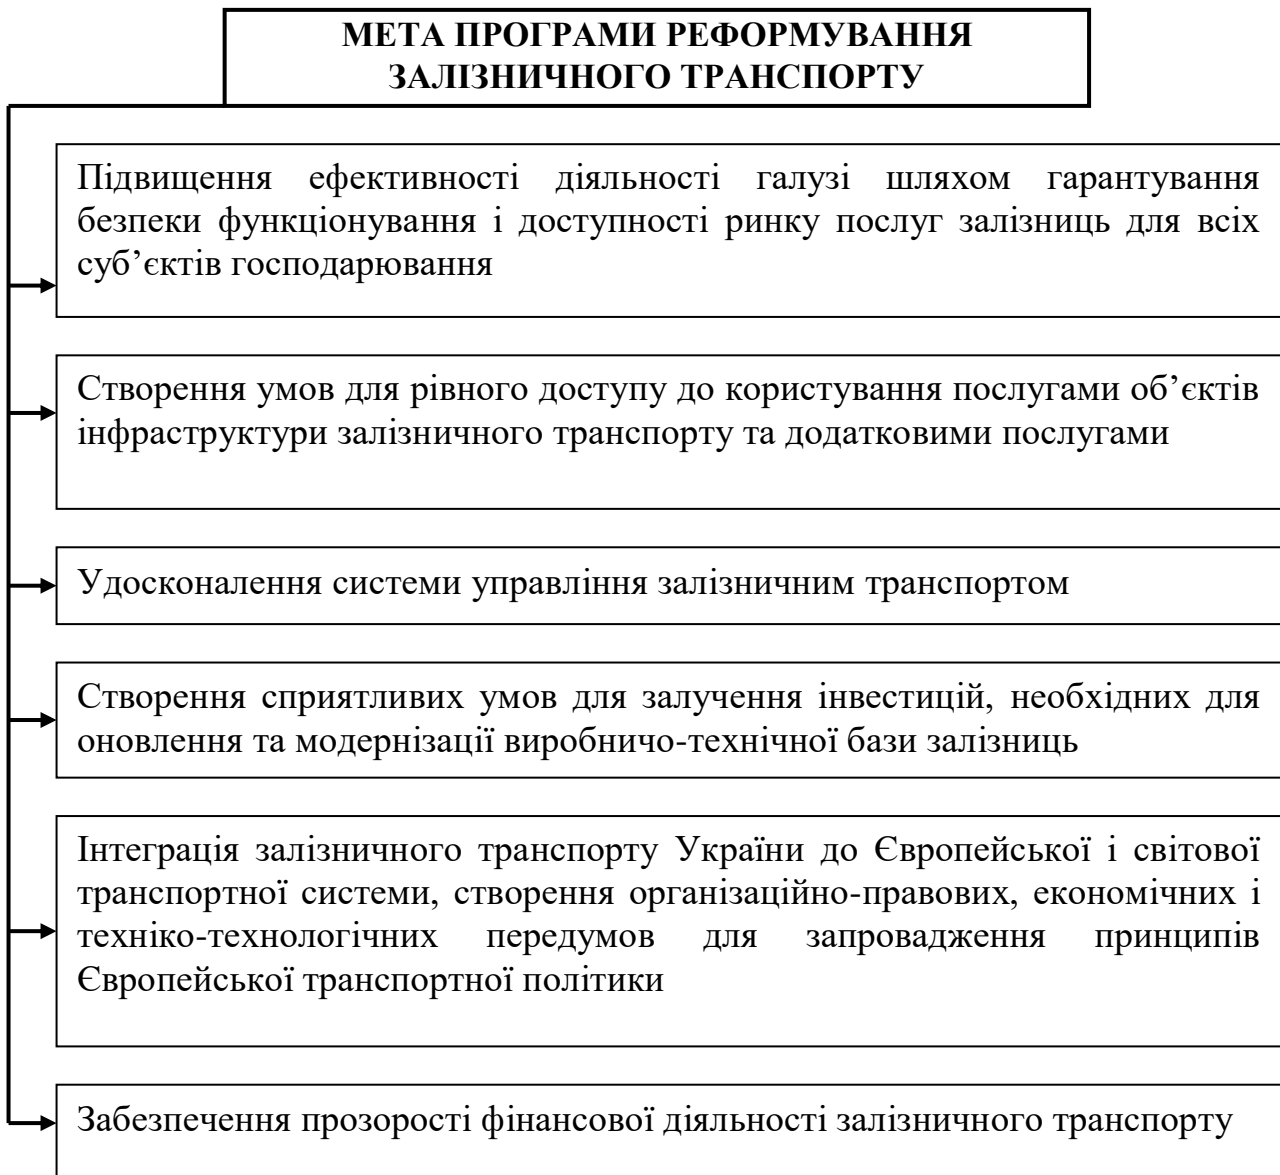 МЕТА ПРОГРАМИ РЕФОРМУВАННЯ
ЗАЛІЗНИЧНОГО ТРАНСПОРТУ
Підвищення ефективності діяльності галузі шляхом гарантування
безпеки функціонування і доступності ринку послуг залізниць для всіх
суб’єктів господарювання
Створення умов для рівного доступу до користування послугами об’єктів
інфраструктури залізничного транспорту та додатковими послугами
Удосконалення системи управління залізничним транспортом
Створення сприятливих умов для залучення інвестицій, необхідних для
оновлення та модернізації виробничо-технічної бази залізниць
Інтеграція залізничного транспорту України до Європейської і світової
транспортної системи, створення організаційно-правових, економічних і
техніко-технологічних передумов для запровадження принципів
Європейської транспортної політики
Забезпечення прозорості фінансової діяльності залізничного транспорту